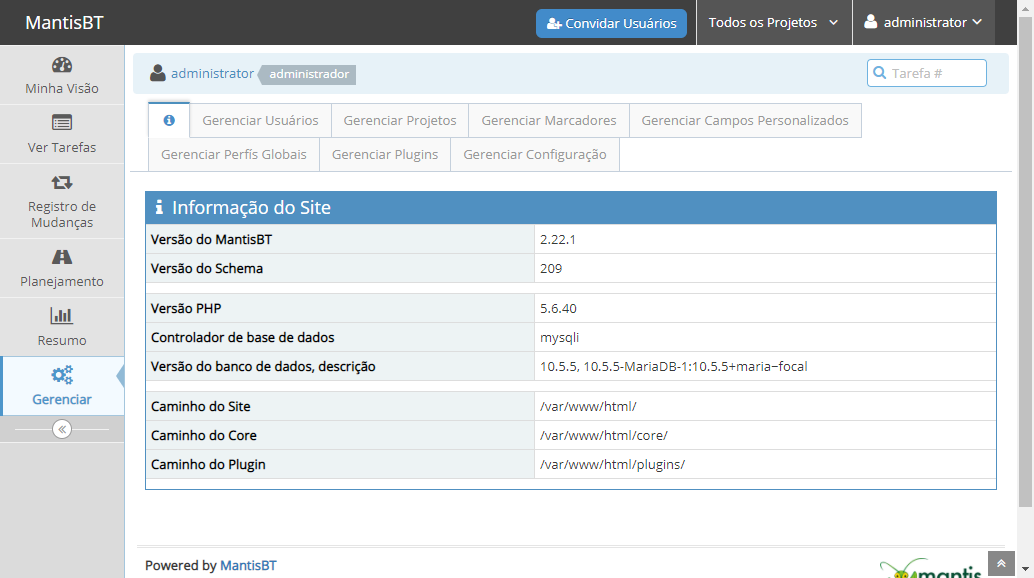 MantisBT
Convidar Usuários
Todos os Projetos
administrator
Minha Visão
Ver Tarefas
Registro de
Mudanças
Planejamento
Resumo
Gerenciar
administrator administrador
Tarefa #
Gerenciar Usuários Gerenciar Projetos Gerenciar Marcadores Gerenciar Campos Personalizados
Gerenciar Perfís Globais Gerenciar Plugins Gerenciar Configuração
Informação do Site
Versão do MantisBT 2.22.1
Versão do Schema 209
Versão PHP 5.6.40
Controlador de base de dados mysqli
Versão do banco de dados, descrição 10.5.5, 10.5.5-MariaDB-1:10.5.5+maria~focal
Caminho do Site /var/www/html/
Caminho do Core /var/www/html/core/
Caminho do Plugin /var/www/html/plugins/
Powered by MantisBT
mantis